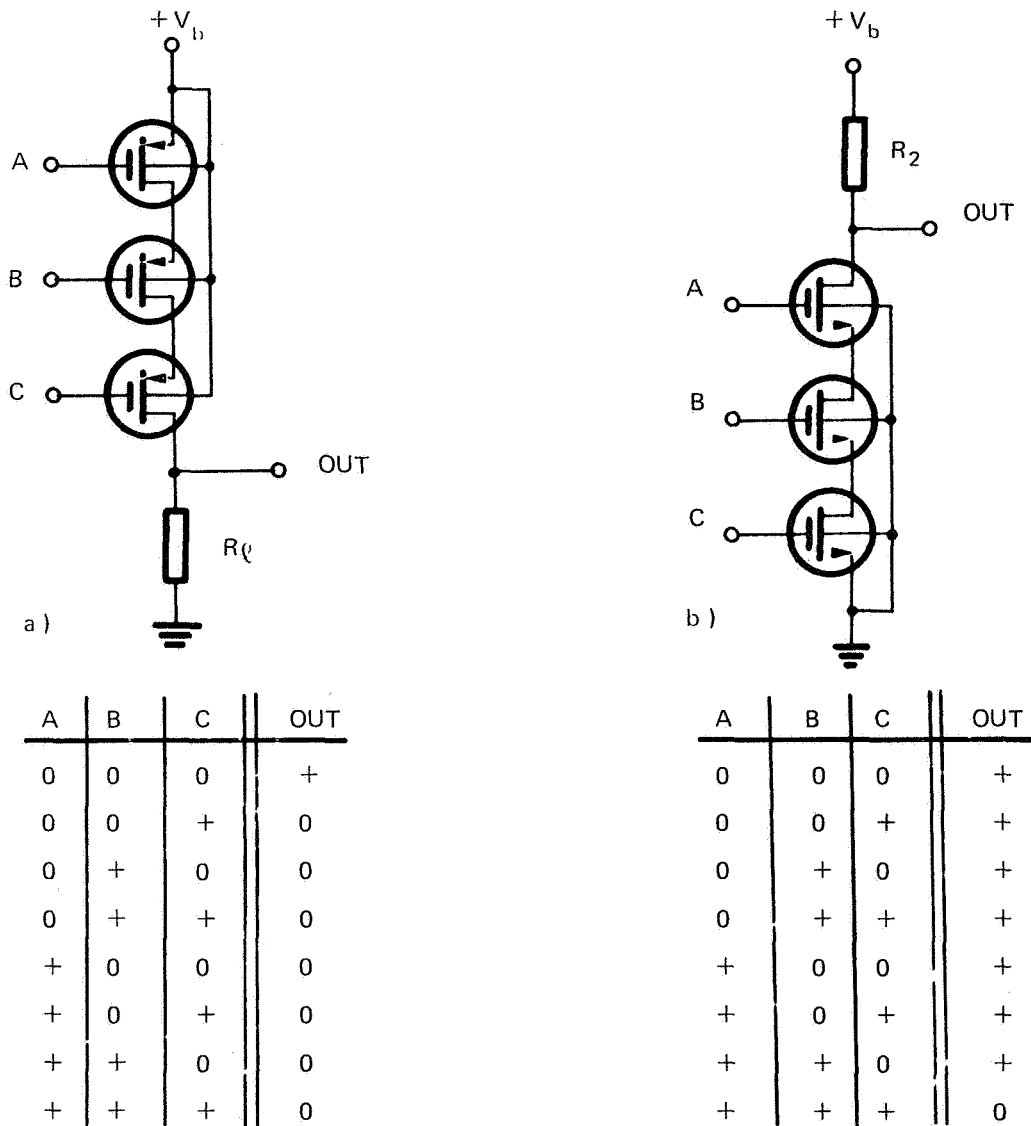 + V_b
A
B
C
OUT
Rℓ
a )
+ V_b
R_2
OUT
A
B
C
b )
A B C OUT
0 0 0 +
0 0 + 0
0 + 0 0
0 + + 0
+ 0 0 0
+ 0 + 0
+ + 0 0
+ + + 0
A B C OUT
0 0 0 +
0 0 + +
0 + 0 +
0 + + +
+ 0 0 +
+ 0 + +
+ + 0 +
+ + + 0